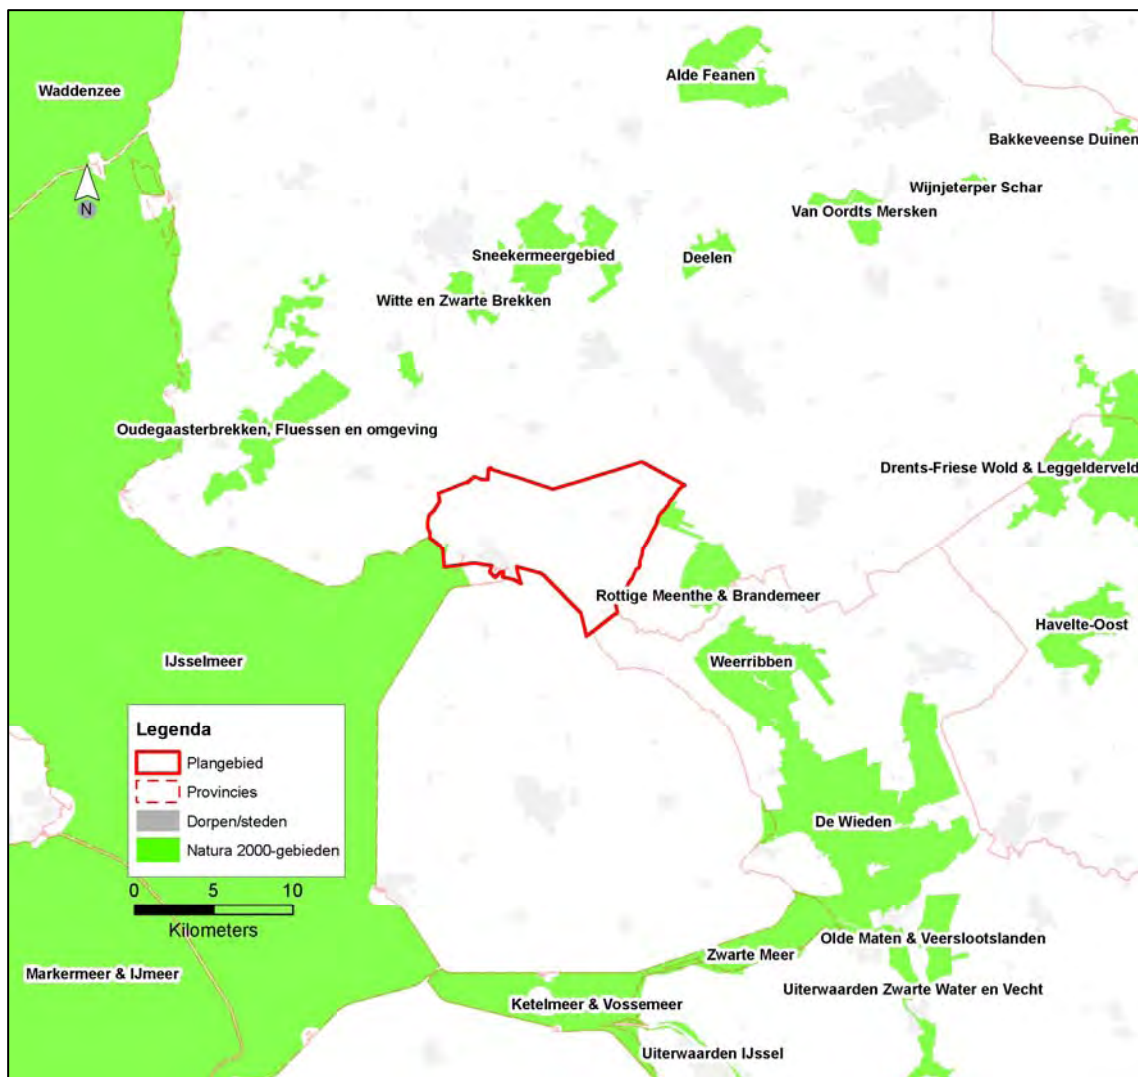 Alde Feanen
Waddenzee
Bakkeveense Duinen
Wijnjeterper Schar
N
Van Oordts Mersken
Sneekermeergebied
Deelen
Witte en Zwarte Brekken
Oudegaasterbrekken, Fluessen en omgeving
Drents-Friese Wold & Leggelderveld
Rottige Meenthe & Brandemeer
Havelte-Oost
IJsselmeer
Weerribben
Legenda
Plangebied
Provincies
Dorpen/steden
Natura 2000-gebieden
0 5 10
Kilometers
De Wieden
Olde Maten & Veerslootslanden
Zwarte Meer
Markermeer & IJmeer
Uiterwaarden Zwarte Water en Vecht
Ketelmeer & Vossemeer
Uiterwaarden IJssel